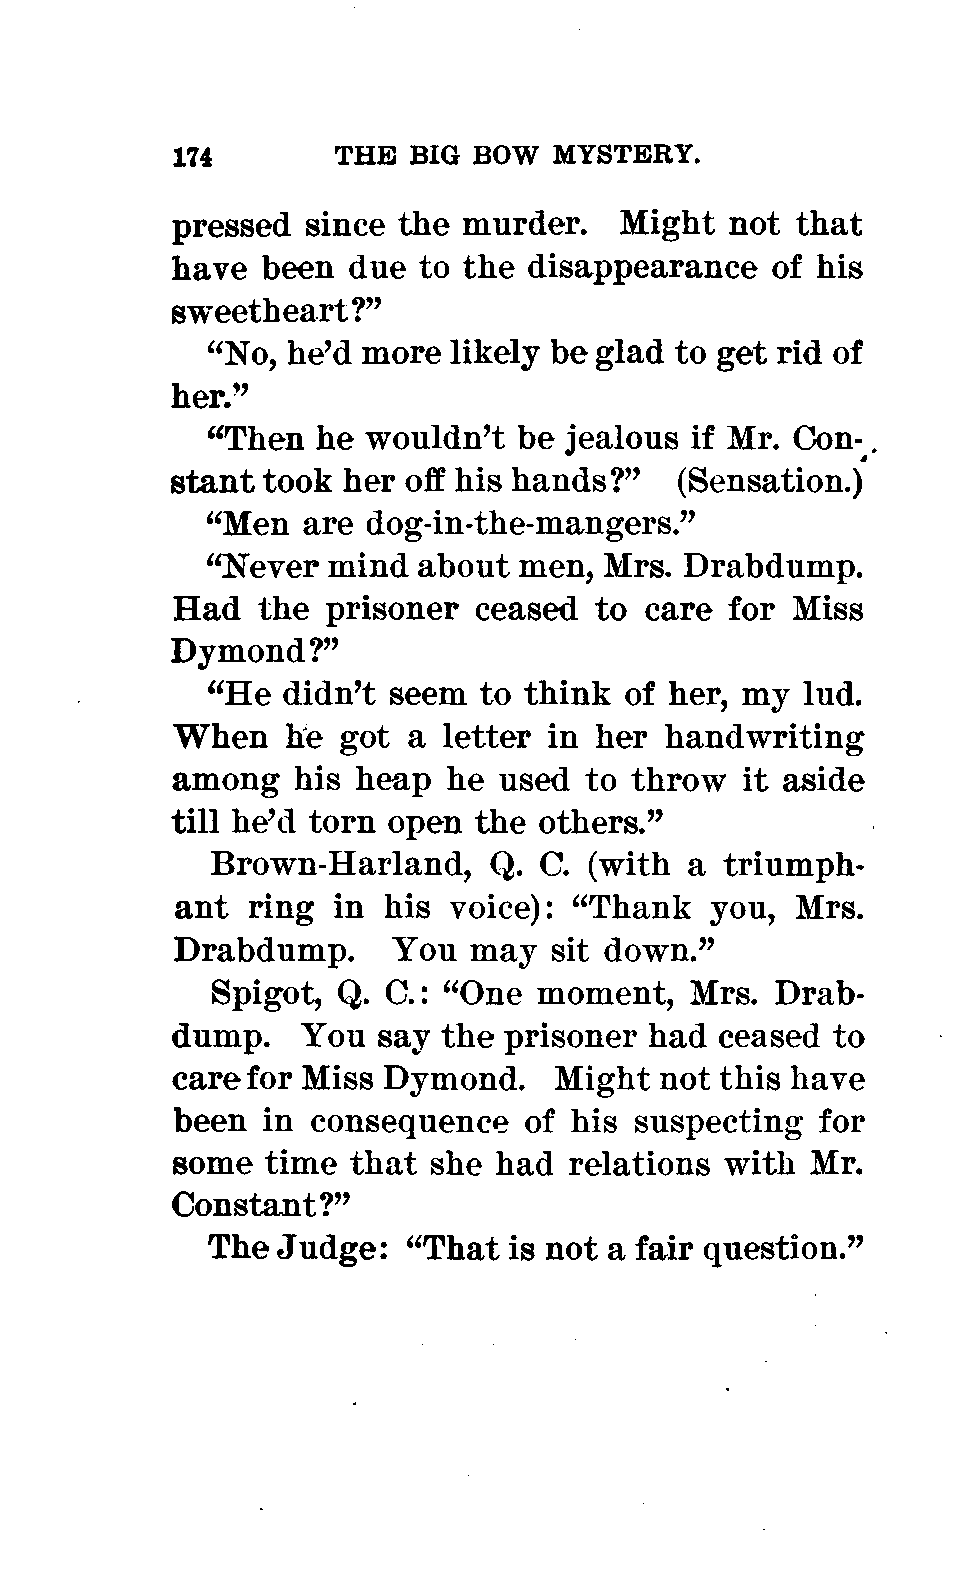 174 THE BIG BOW MYSTERY.
pressed since the murder. Might not that
have been due to the disappearance of his
sweetheart?”
“No, he’d more likely be glad to get rid of
her.”
“Then he wouldn’t be jealous if Mr. Con-
stant took her off his hands?” (Sensation.)
“Men are dog-in-the-mangers.”
“Never mind about men, Mrs. Drabdump.
Had the prisoner ceased to care for Miss
Dymond?”
“He didn’t seem to think of her, my lud.
When he got a letter in her handwriting
among his heap he used to throw it aside
till he’d torn open the others.”
Brown-Harland, Q. C. (with a triumph-
ant ring in his voice): “Thank you, Mrs.
Drabdump. You may sit down.”
Spigot, Q. C.: “One moment, Mrs. Drab-
dump. You say the prisoner had ceased to
care for Miss Dymond. Might not this have
been in consequence of his suspecting for
some time that she had relations with Mr.
Constant?”
The Judge: “That is not a fair question.”